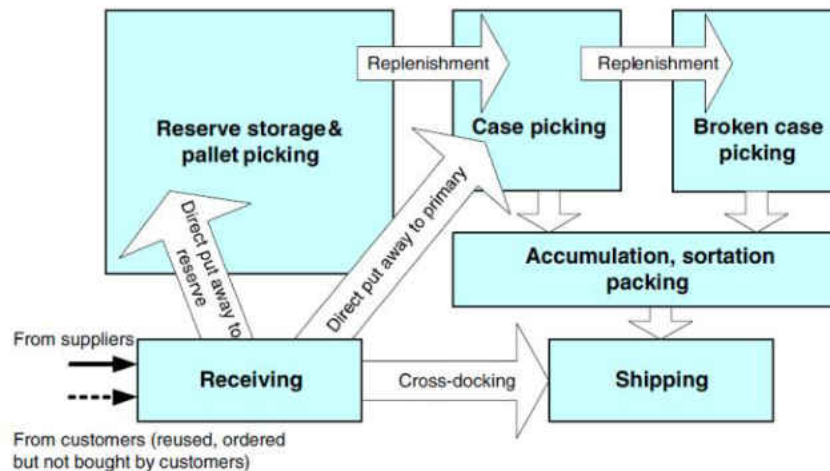 Replenishment
Replenishment
Reserve storage &
pallet picking
Case picking
Broken case
picking
Direct put away to
reserve
Direct put away to primary
Accumulation, sortation
packing
From suppliers
Receiving
Cross-docking
Shipping
From customers (reused, ordered
but not bought by customers)